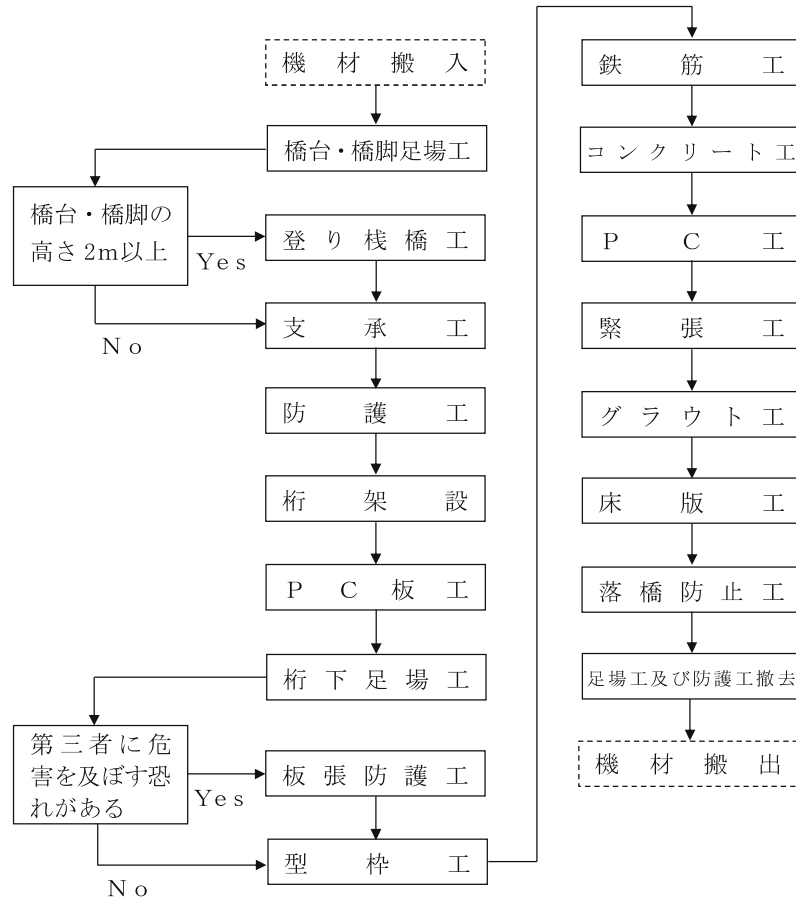 機材搬入
橋台・橋脚足場工
橋台・橋脚の
高さ2m以上
Yes
登り桟橋工
No
支承工
防護工
桁架設
PC板工
桁下足場工
第三者に危
害を及ぼす恐
れがある
Yes
板張防護工
No
型枠工
鉄筋工
コンクリート工
PC工
緊張工
グラウト工
床版工
落橋防止工
足場工及び防護工撤去
機材搬出